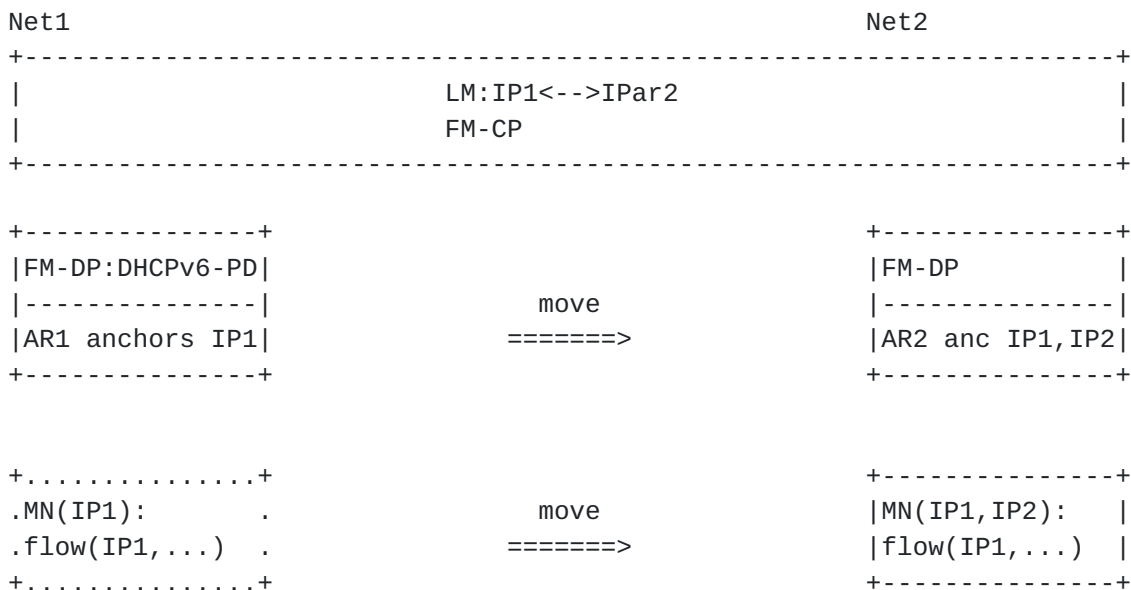 Net1 Net2
+-----------------------------------------------------------------------+
| LM:IP1<-->IPar2 |
| FM-CP |
+-----------------------------------------------------------------------+
+---------------+ +---------------+
|FM-DP:DHCPv6-PD| |FM-DP |
|---------------| move |---------------|
|AR1 anchors IP1| =======> |AR2 anc IP1,IP2|
+---------------+ +---------------+
+...............+ +---------------+
.MN(IP1): . move |MN(IP1,IP2): |
.flow(IP1,...) . =======> |flow(IP1,...) |
+...............+ +---------------+